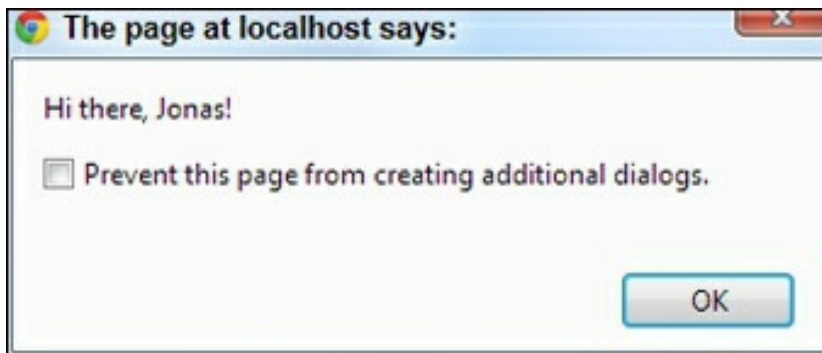 The page at localhost says:
Hi there, Jonas!
Prevent this page from creating additional dialogs.
OK